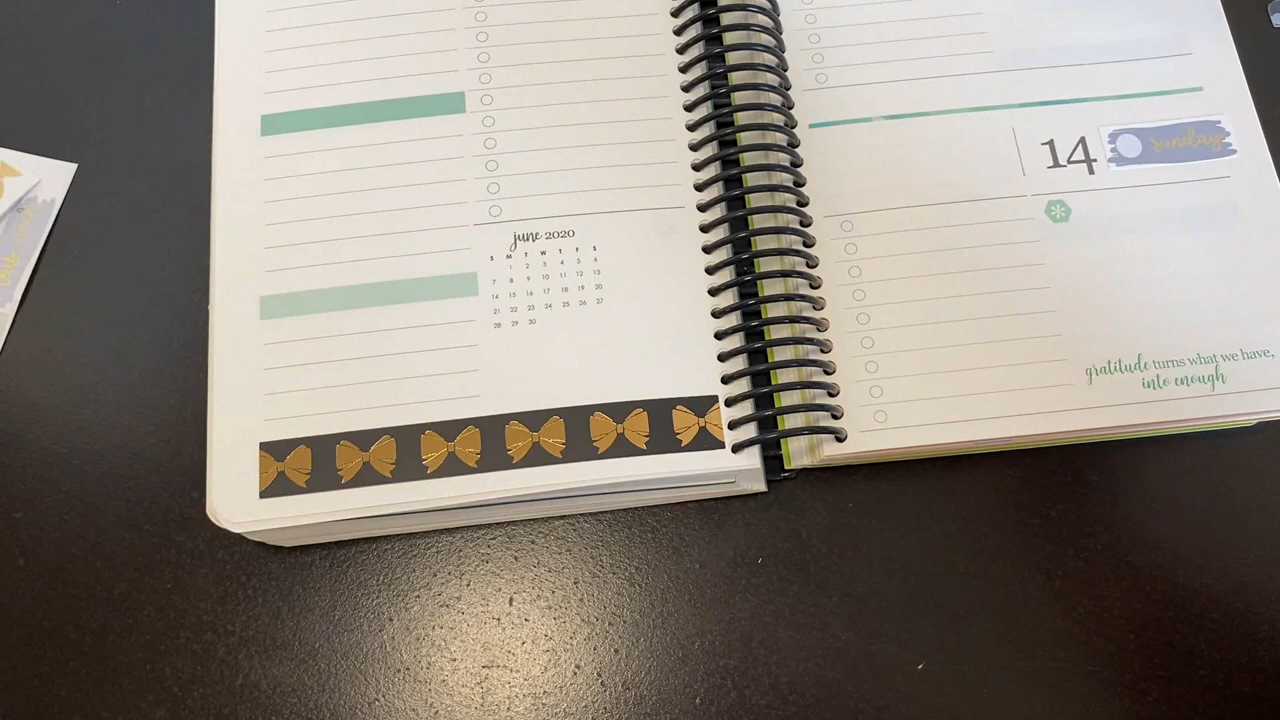 june 2020
S M T W T F S
1 2 3 4 5 6
7 8 9 10 11 12 13
14 15 16 17 18 19 20
21 22 23 24 25 26 27
28 29 30
14 sunday
gratitude turns what we have,
into enough